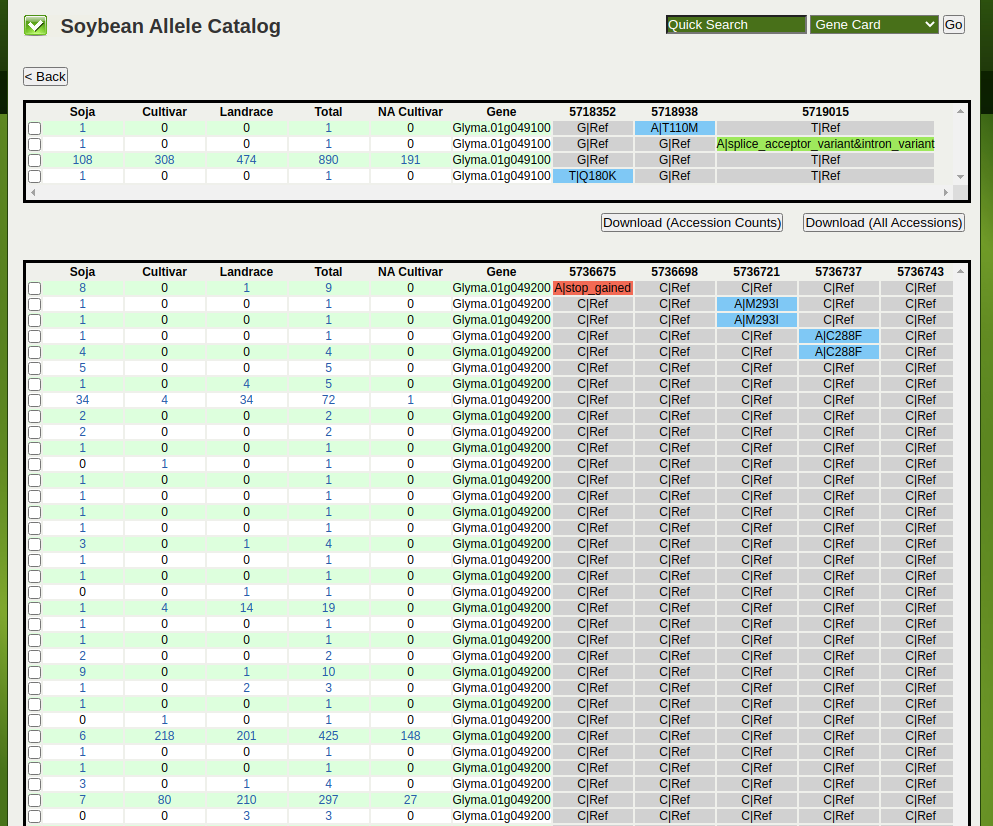 Soybean Allele Catalog
Quick Search Gene Card Go
< Back
Soja Cultivar Landrace Total NA Cultivar Gene 5718352 5718938 5719015
1 0 0 1 0 Glyma.01g049100 G|Ref A|T110M T|Ref
1 0 0 1 0 Glyma.01g049100 G|Ref G|Ref A|splice_acceptor_variant&intron_variant
108 308 474 890 191 Glyma.01g049100 G|Ref G|Ref T|Ref
1 0 0 1 0 Glyma.01g049100 T|Q180K G|Ref T|Ref
Download (Accession Counts) Download (All Accessions)
Soja Cultivar Landrace Total NA Cultivar Gene 5736675 5736698 5736721 5736737 5736743
8 0 1 9 0 Glyma.01g049200 A|stop_gained C|Ref C|Ref C|Ref C|Ref
1 0 0 1 0 Glyma.01g049200 C|Ref C|Ref A|M293I C|Ref C|Ref
1 0 0 1 0 Glyma.01g049200 C|Ref C|Ref A|M293I C|Ref C|Ref
1 0 0 1 0 Glyma.01g049200 C|Ref C|Ref C|Ref A|C288F C|Ref
4 0 0 4 0 Glyma.01g049200 C|Ref C|Ref C|Ref A|C288F C|Ref
5 0 0 5 0 Glyma.01g049200 C|Ref C|Ref C|Ref C|Ref C|Ref
1 0 4 5 0 Glyma.01g049200 C|Ref C|Ref C|Ref C|Ref C|Ref
34 4 34 72 1 Glyma.01g049200 C|Ref C|Ref C|Ref C|Ref C|Ref
2 0 0 2 0 Glyma.01g049200 C|Ref C|Ref C|Ref C|Ref C|Ref
2 0 0 2 0 Glyma.01g049200 C|Ref C|Ref C|Ref C|Ref C|Ref
1 0 0 1 0 Glyma.01g049200 C|Ref C|Ref C|Ref C|Ref C|Ref
0 1 0 1 0 Glyma.01g049200 C|Ref C|Ref C|Ref C|Ref C|Ref
1 0 0 1 0 Glyma.01g049200 C|Ref C|Ref C|Ref C|Ref C|Ref
1 0 0 1 0 Glyma.01g049200 C|Ref C|Ref C|Ref C|Ref C|Ref
1 0 0 1 0 Glyma.01g049200 C|Ref C|Ref C|Ref C|Ref C|Ref
1 0 0 1 0 Glyma.01g049200 C|Ref C|Ref C|Ref C|Ref C|Ref
3 0 1 4 0 Glyma.01g049200 C|Ref C|Ref C|Ref C|Ref C|Ref
1 0 0 1 0 Glyma.01g049200 C|Ref C|Ref C|Ref C|Ref C|Ref
1 0 0 1 0 Glyma.01g049200 C|Ref C|Ref C|Ref C|Ref C|Ref
0 0 1 1 0 Glyma.01g049200 C|Ref C|Ref C|Ref C|Ref C|Ref
1 4 14 19 0 Glyma.01g049200 C|Ref C|Ref C|Ref C|Ref C|Ref
1 0 0 1 0 Glyma.01g049200 C|Ref C|Ref C|Ref C|Ref C|Ref
1 0 0 1 0 Glyma.01g049200 C|Ref C|Ref C|Ref C|Ref C|Ref
2 0 0 2 0 Glyma.01g049200 C|Ref C|Ref C|Ref C|Ref C|Ref
9 0 1 10 0 Glyma.01g049200 C|Ref C|Ref C|Ref C|Ref C|Ref
1 0 2 3 0 Glyma.01g049200 C|Ref C|Ref C|Ref C|Ref C|Ref
1 0 0 1 0 Glyma.01g049200 C|Ref C|Ref C|Ref C|Ref C|Ref
0 1 0 1 0 Glyma.01g049200 C|Ref C|Ref C|Ref C|Ref C|Ref
6 218 201 425 148 Glyma.01g049200 C|Ref C|Ref C|Ref C|Ref C|Ref
1 0 0 1 0 Glyma.01g049200 C|Ref C|Ref C|Ref C|Ref C|Ref
1 0 0 1 0 Glyma.01g049200 C|Ref C|Ref C|Ref C|Ref C|Ref
3 0 1 4 0 Glyma.01g049200 C|Ref C|Ref C|Ref C|Ref C|Ref
7 80 210 297 27 Glyma.01g049200 C|Ref C|Ref C|Ref C|Ref C|Ref
0 0 3 3 0 Glyma.01g049200 C|Ref C|Ref C|Ref C|Ref C|Ref